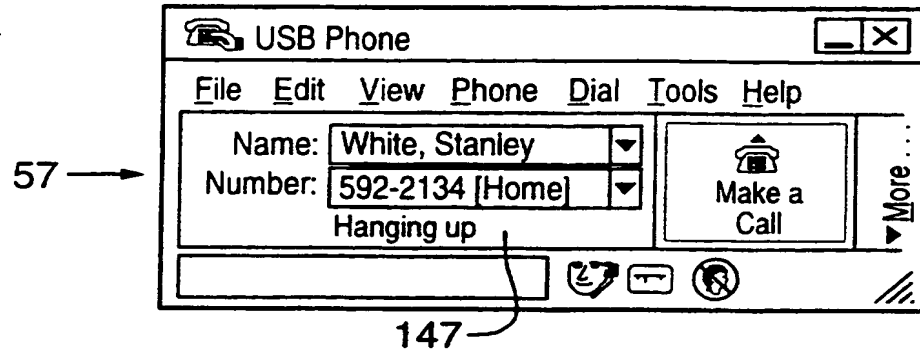 USB Phone
File Edit View Phone Dial Tools Help
Name: White, Stanley
Number: 592-2134 [Home]
Hanging up
Make a
Call
More...
57
147